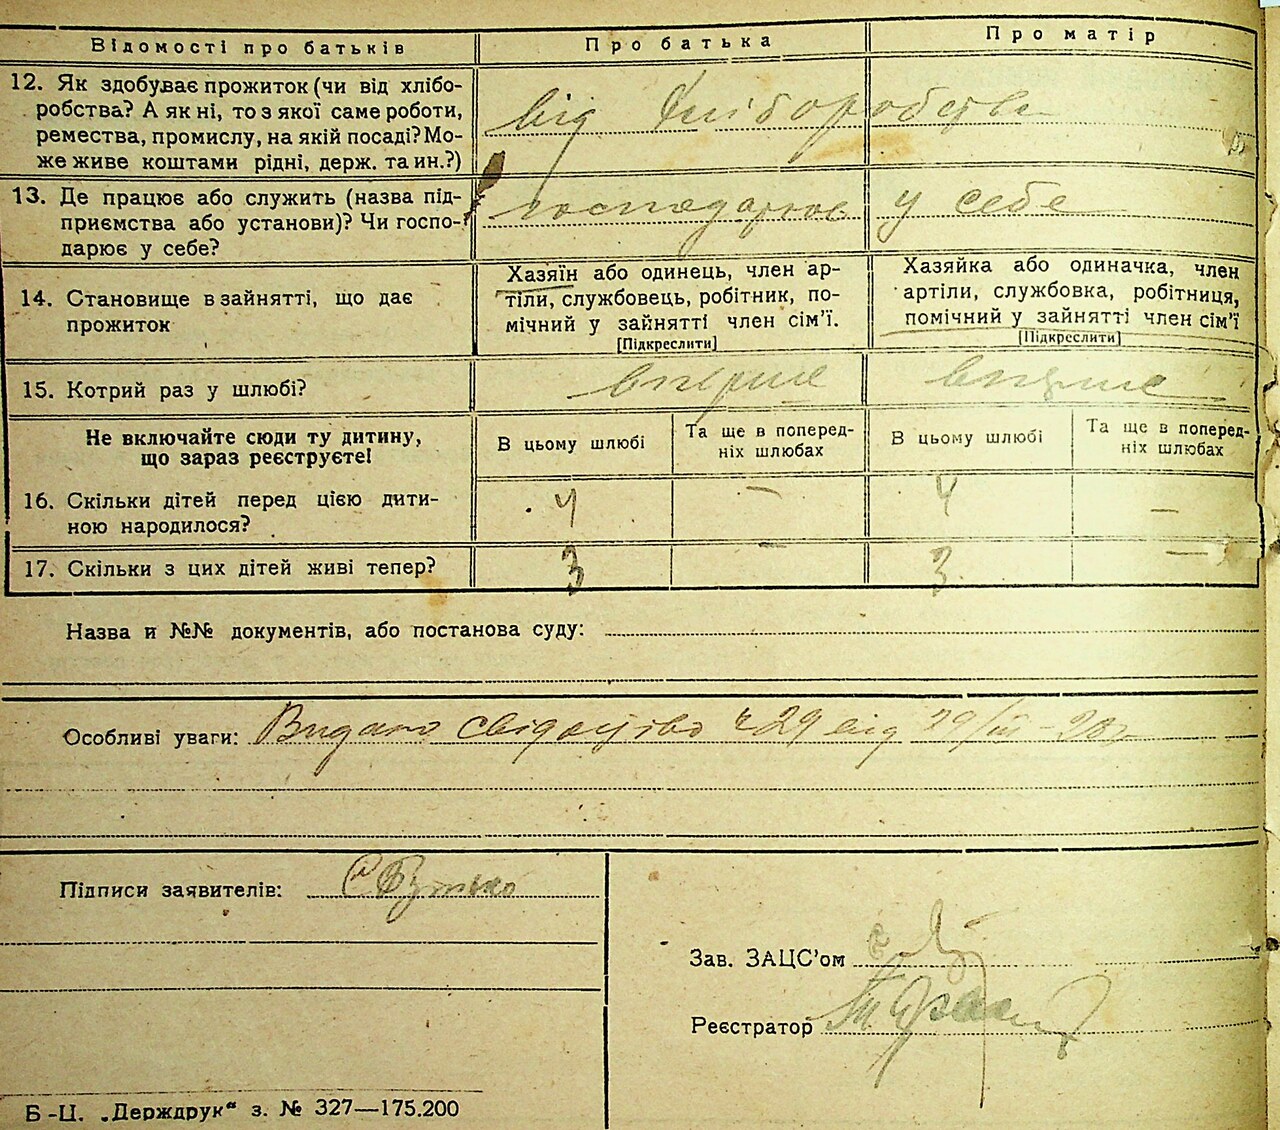 Відомості про батьків Про батька Про матір
12. Як здобуває прожиток (чи від хлібо-
робства? А як ні, то з якої саме роботи,
ремества, промислу, на якій посаді? Мо-
же живе коштами рідні, держ. та ин.?)
від хліборобства
13. Де працює або служить (назва під-
приємства або установи)? Чи госпо-
дарює у себе?
господарює у себе
14. Становище в зайнятті, що дає
прожиток
Хазяїн або одинець, член ар-
тіли, службовець, робітник, по-
мічний у зайнятті член сім'ї.
[Підкреслити]
Хазяйка або одиначка, член
артіли, службовка, робітниця,
помічний у зайнятті член сім'ї
[Підкреслити]
15. Котрий раз у шлюбі? вперше вперше
Не включайте сюди ту дитину,
що зараз реєструєте!
В цьому шлюбі
Та ще в поперед-
ніх шлюбах
В цьому шлюбі
Та ще в поперед-
ніх шлюбах
16. Скільки дітей перед цією дити-
ною народилося?
4 — 4 —
17. Скільки з цих дітей живі тепер? 3 — 3 —
Назва и №№ документів, або постанова суду:
Особливі уваги: Видано свідоцтво ч 29 від 29/III
Підписи заявителів:
Зав. ЗАЦС'ом
Реєстратор
Б-Ц. „Держдрук“ з. № 327—175.200